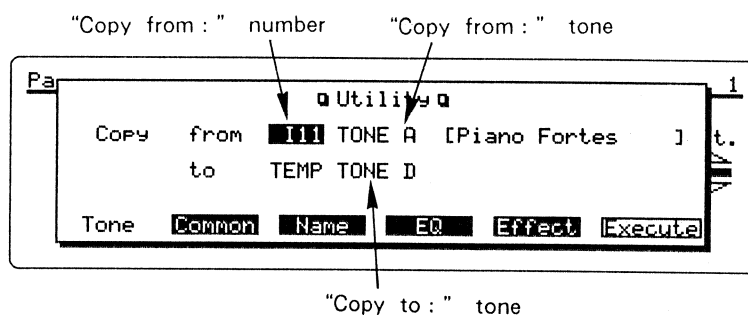 “Copy from : ” number “Copy from : ” tone
Pa 1
Utility
Copy from I11 TONE A [Piano Fortes ] t.
to TEMP TONE D
Tone Common Name EQ Effect Execute
“Copy to : ” tone